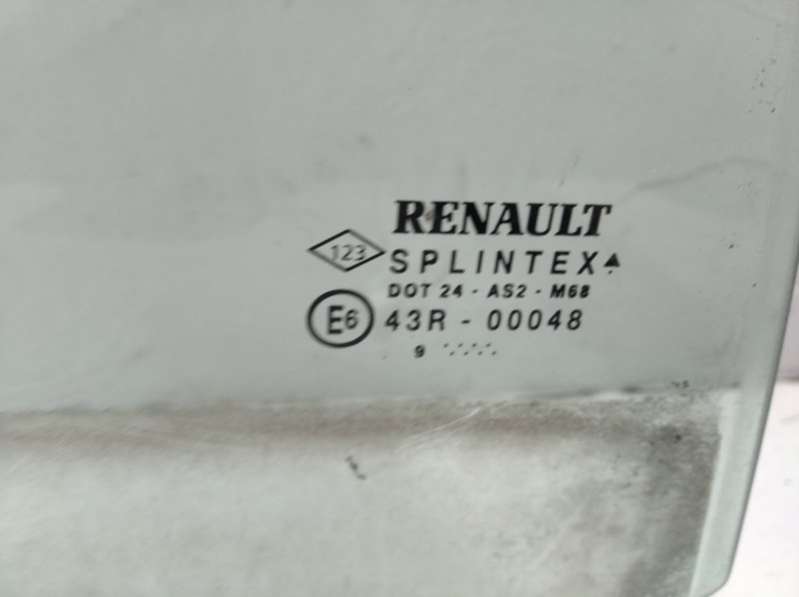 RENAULT
123
SPLINTEX
DOT 24 - AS2 - M68
E6 43R - 00048
9 .......